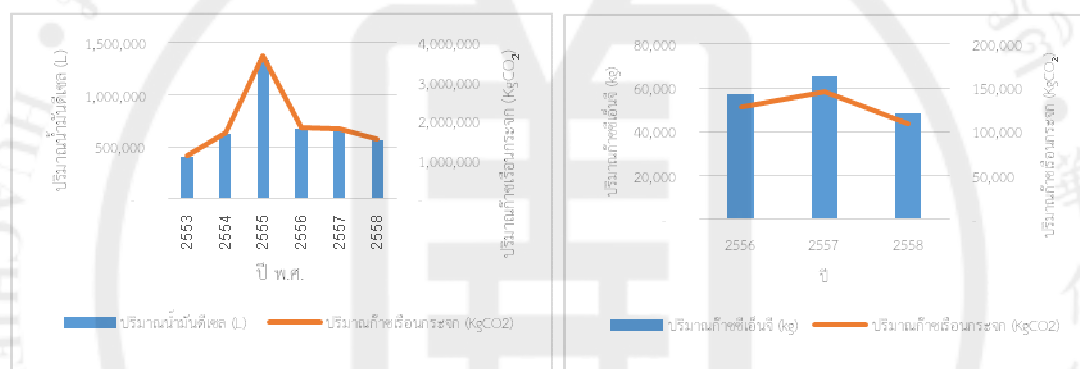 ปริมาณน้ำมันดีเซล (L)
1,500,000
1,000,000
500,000
-
4,000,000
3,000,000
2,000,000
1,000,000
-
ปริมาณก๊าซเรือนกระจก (KgCO2)
2553
2554
2555
2556
2557
2558
ปี พ.ศ.
ปริมาณน้ำมันดีเซล (L)
ปริมาณก๊าซเรือนกระจก (KgCO2)
ปริมาณก๊าซซีเอ็นจี (kg)
80,000
60,000
40,000
20,000
-
200,000
150,000
100,000
50,000
-
ปริมาณก๊าซเรือนกระจก (KgCO2)
2556
2557
2558
ปี
ปริมาณก๊าซซีเอ็นจี (kg)
ปริมาณก๊าซเรือนกระจก (KgCO2)
HUACHIEW